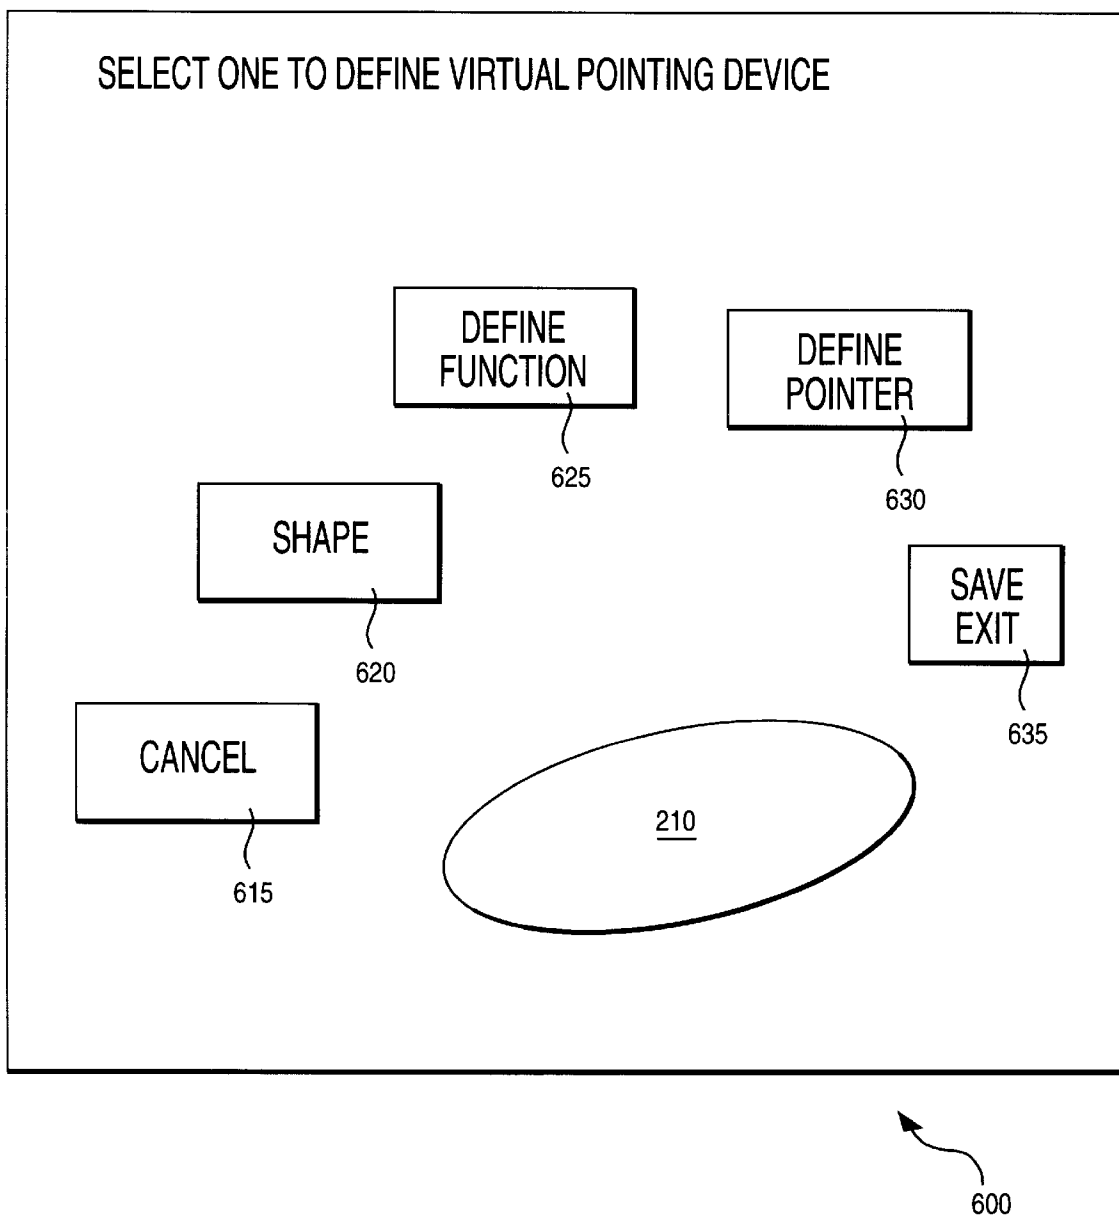 SELECT ONE TO DEFINE VIRTUAL POINTING DEVICE
DEFINE
FUNCTION
625
DEFINE
POINTER
630
SHAPE
620
SAVE
EXIT
635
CANCEL
615
210
600